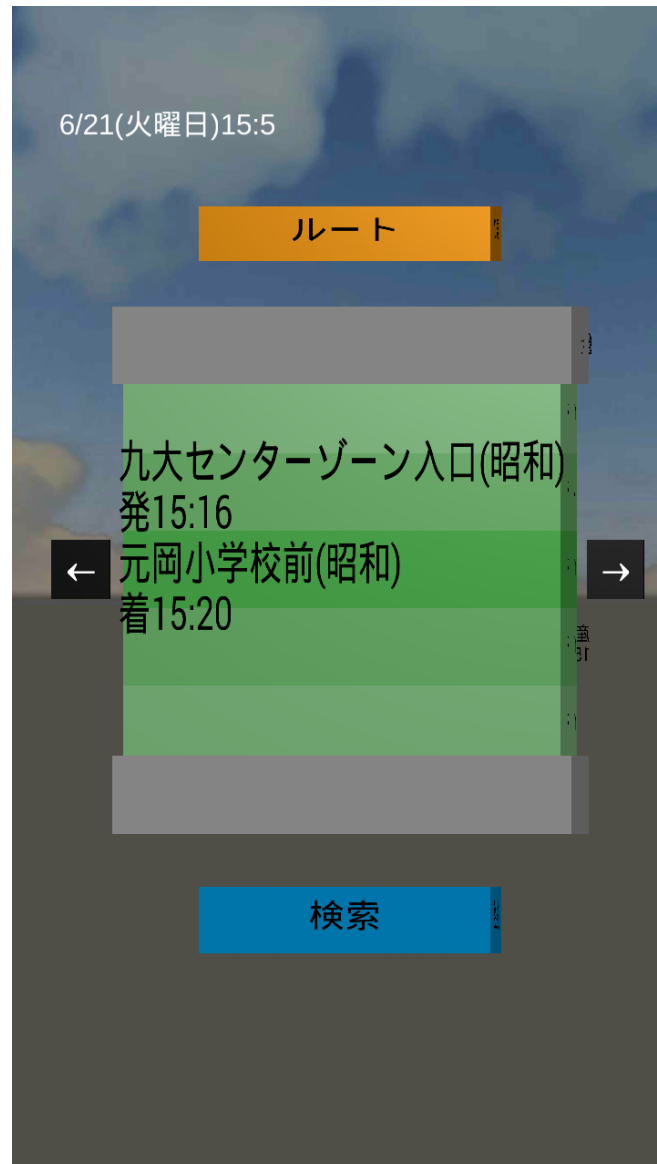 6/21(火曜日)15:5
ルート
九大センターゾーン入口(昭和)
発15:16
元岡小学校前(昭和)
着15:20
←
→
検索